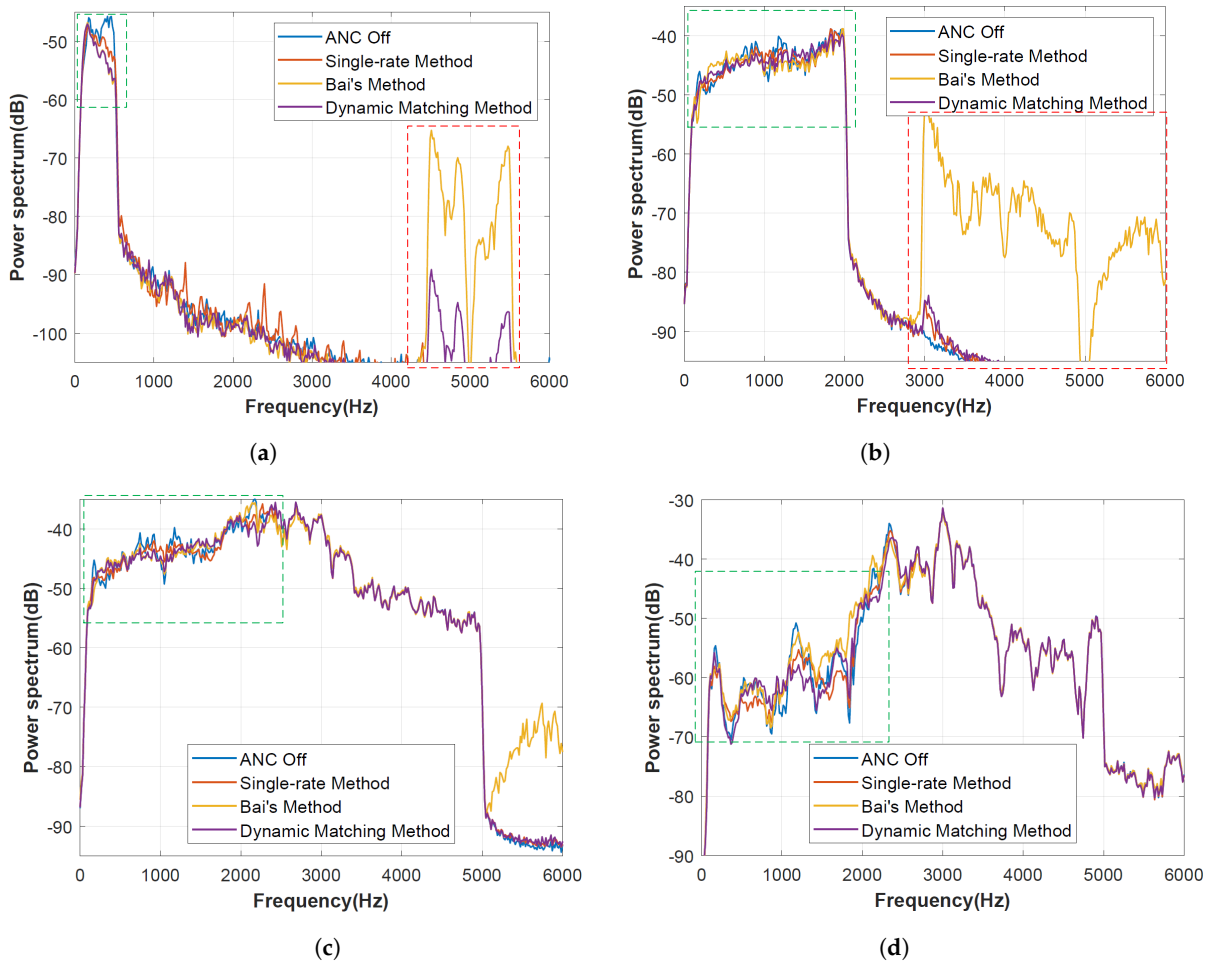 -50
-60
-70
-80
-90
-100
Power spectrum(dB)
0 1000 2000 3000 4000 5000 6000
Frequency(Hz)
ANC Off
Single-rate Method
Bai's Method
Dynamic Matching Method
(a)
-40
-50
-60
-70
-80
-90
Power spectrum(dB)
0 1000 2000 3000 4000 5000 6000
Frequency(Hz)
ANC Off
Single-rate Method
Bai's Method
Dynamic Matching Method
(b)
-40
-50
-60
-70
-80
-90
Power spectrum(dB)
0 1000 2000 3000 4000 5000 6000
Frequency(Hz)
ANC Off
Single-rate Method
Bai's Method
Dynamic Matching Method
(c)
-30
-40
-50
-60
-70
-80
-90
Power spectrum(dB)
0 1000 2000 3000 4000 5000 6000
Frequency(Hz)
ANC Off
Single-rate Method
Bai's Method
Dynamic Matching Method
(d)